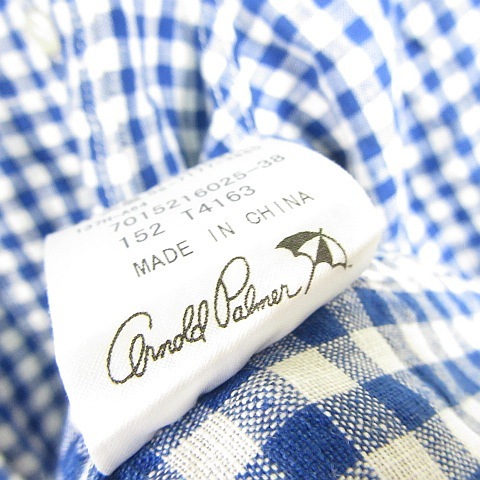 7015216025-38
152 T4163
MADE IN CHINA
Arnold Palmer